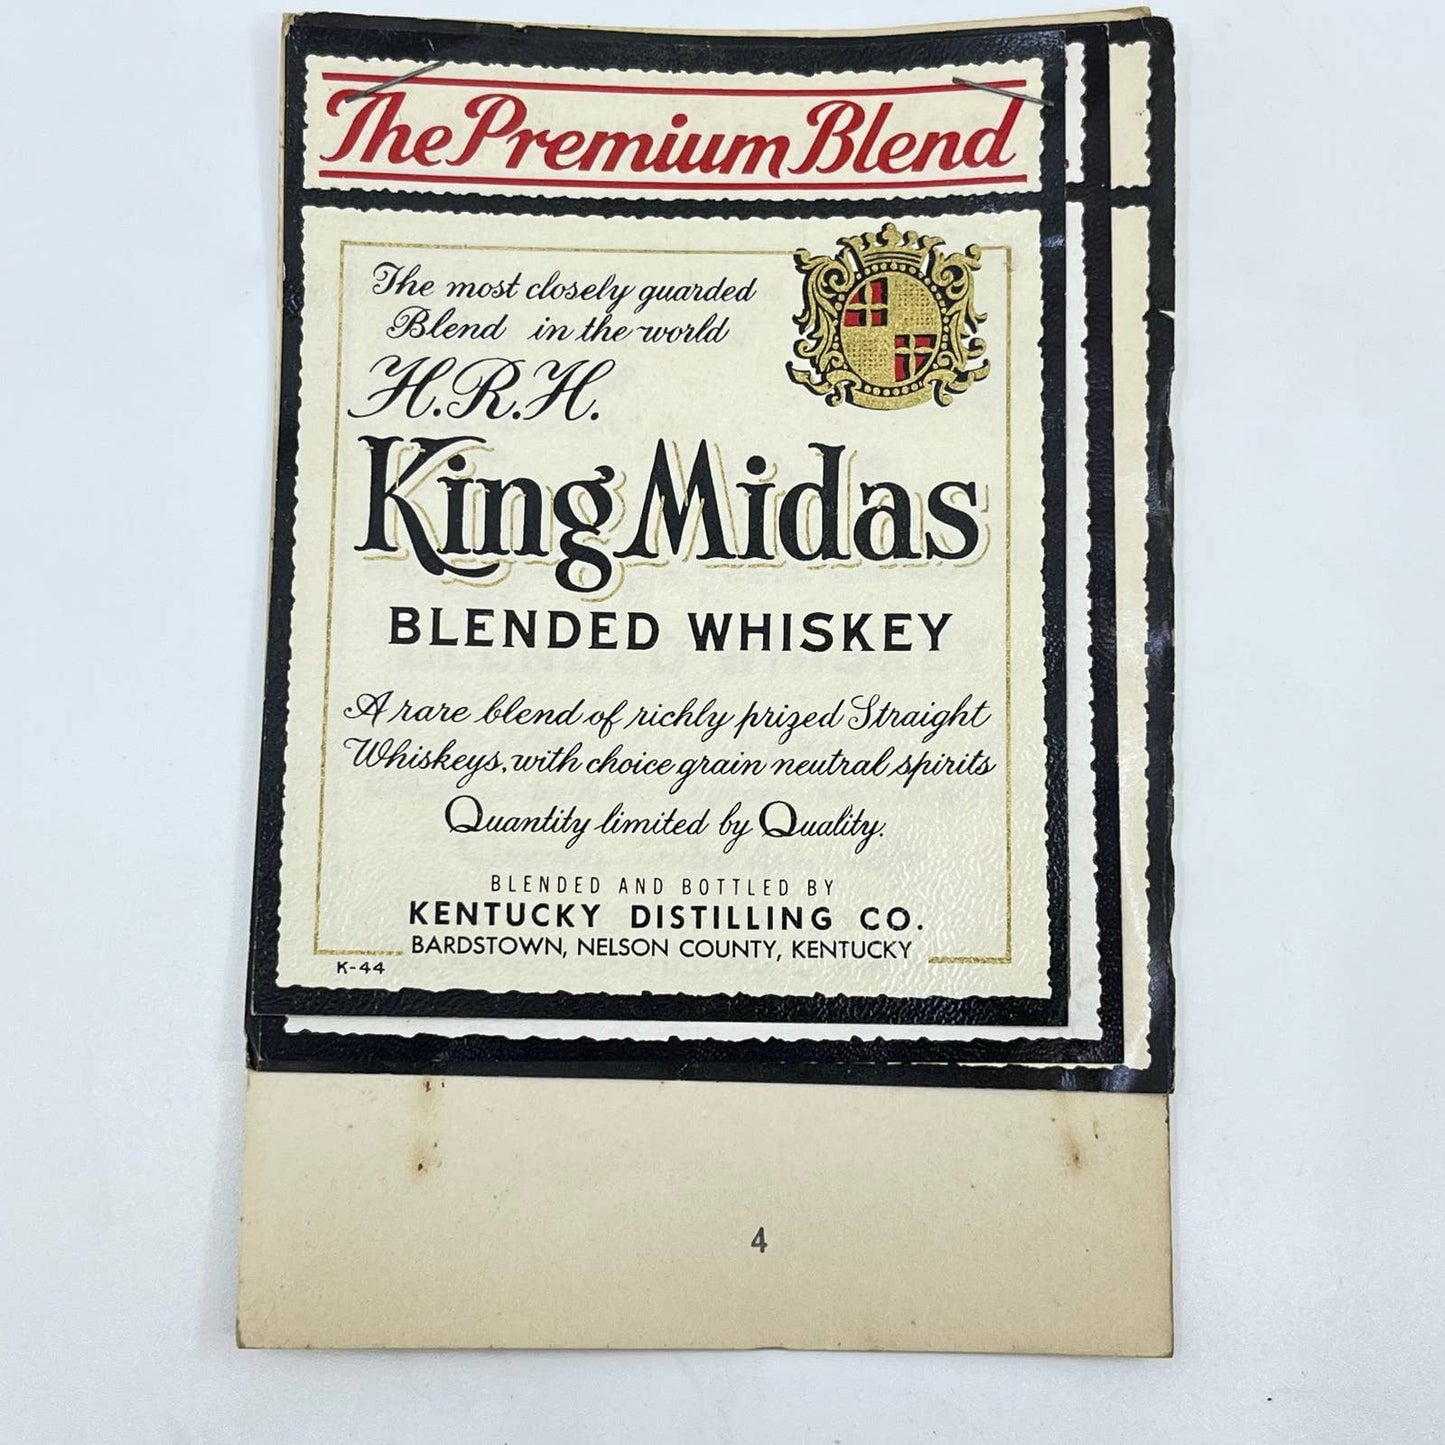 The Premium Blend
The most closely guarded
Blend in the world
H.R.H.
King Midas
BLENDED WHISKEY
A rare blend of richly prized Straight
Whiskeys, with choice grain neutral spirits
Quantity limited by Quality.
BLENDED AND BOTTLED BY
KENTUCKY DISTILLING CO.
BARDSTOWN, NELSON COUNTY, KENTUCKY
K-44
4